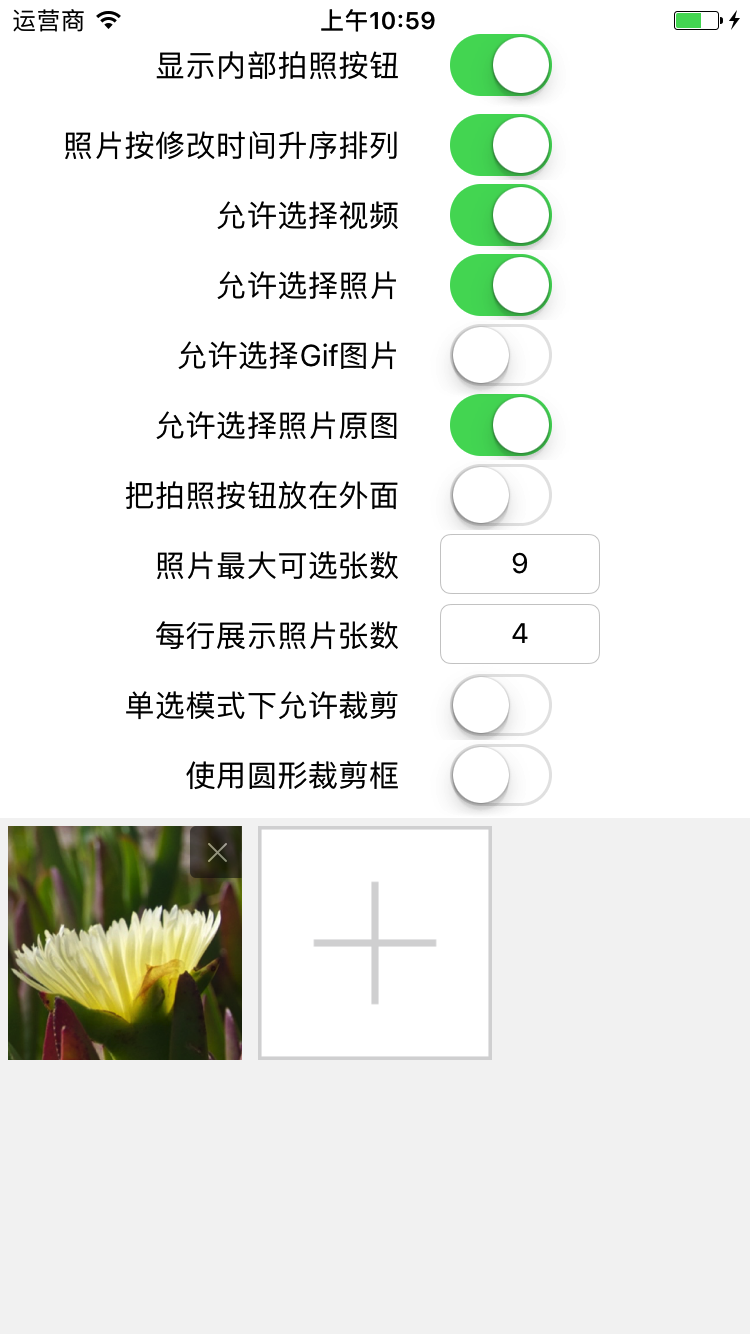 运营商 上午10:59
显示内部拍照按钮
照片按修改时间升序排列
允许选择视频
允许选择照片
允许选择Gif图片
允许选择照片原图
把拍照按钮放在外面
照片最大可选张数 9
每行展示照片张数 4
单选模式下允许裁剪
使用圆形裁剪框